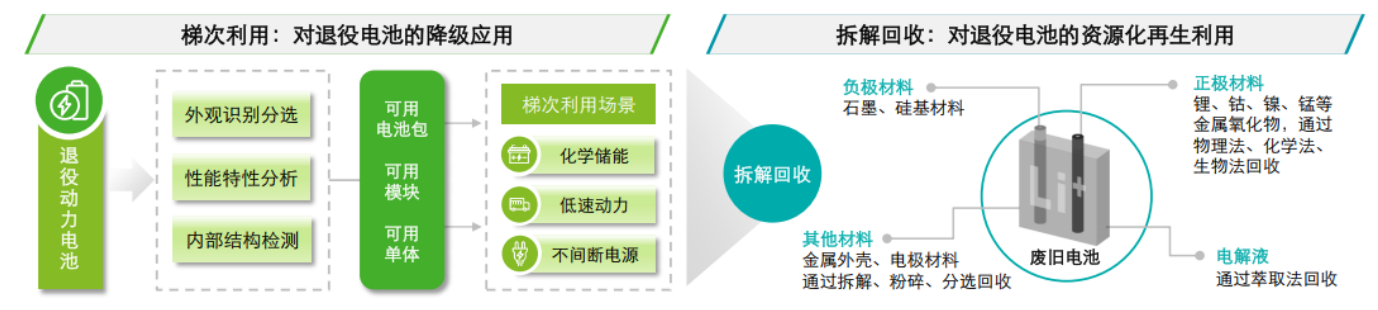 梯次利用：对退役电池的降级应用
退役动力电池
外观识别分选
性能特性分析
内部结构检测
可用
电池包
可用
模块
可用
单体
梯次利用场景
化学储能
低速动力
不间断电源
拆解回收：对退役电池的资源化再生利用
拆解回收
负极材料
石墨、硅基材料
正极材料
锂、钴、镍、锰等
金属氧化物，通过
物理法、化学法、
生物法回收
Li+
废旧电池
其他材料
金属外壳、电极材料
通过拆解、粉碎、分选回收
电解液
通过萃取法回收